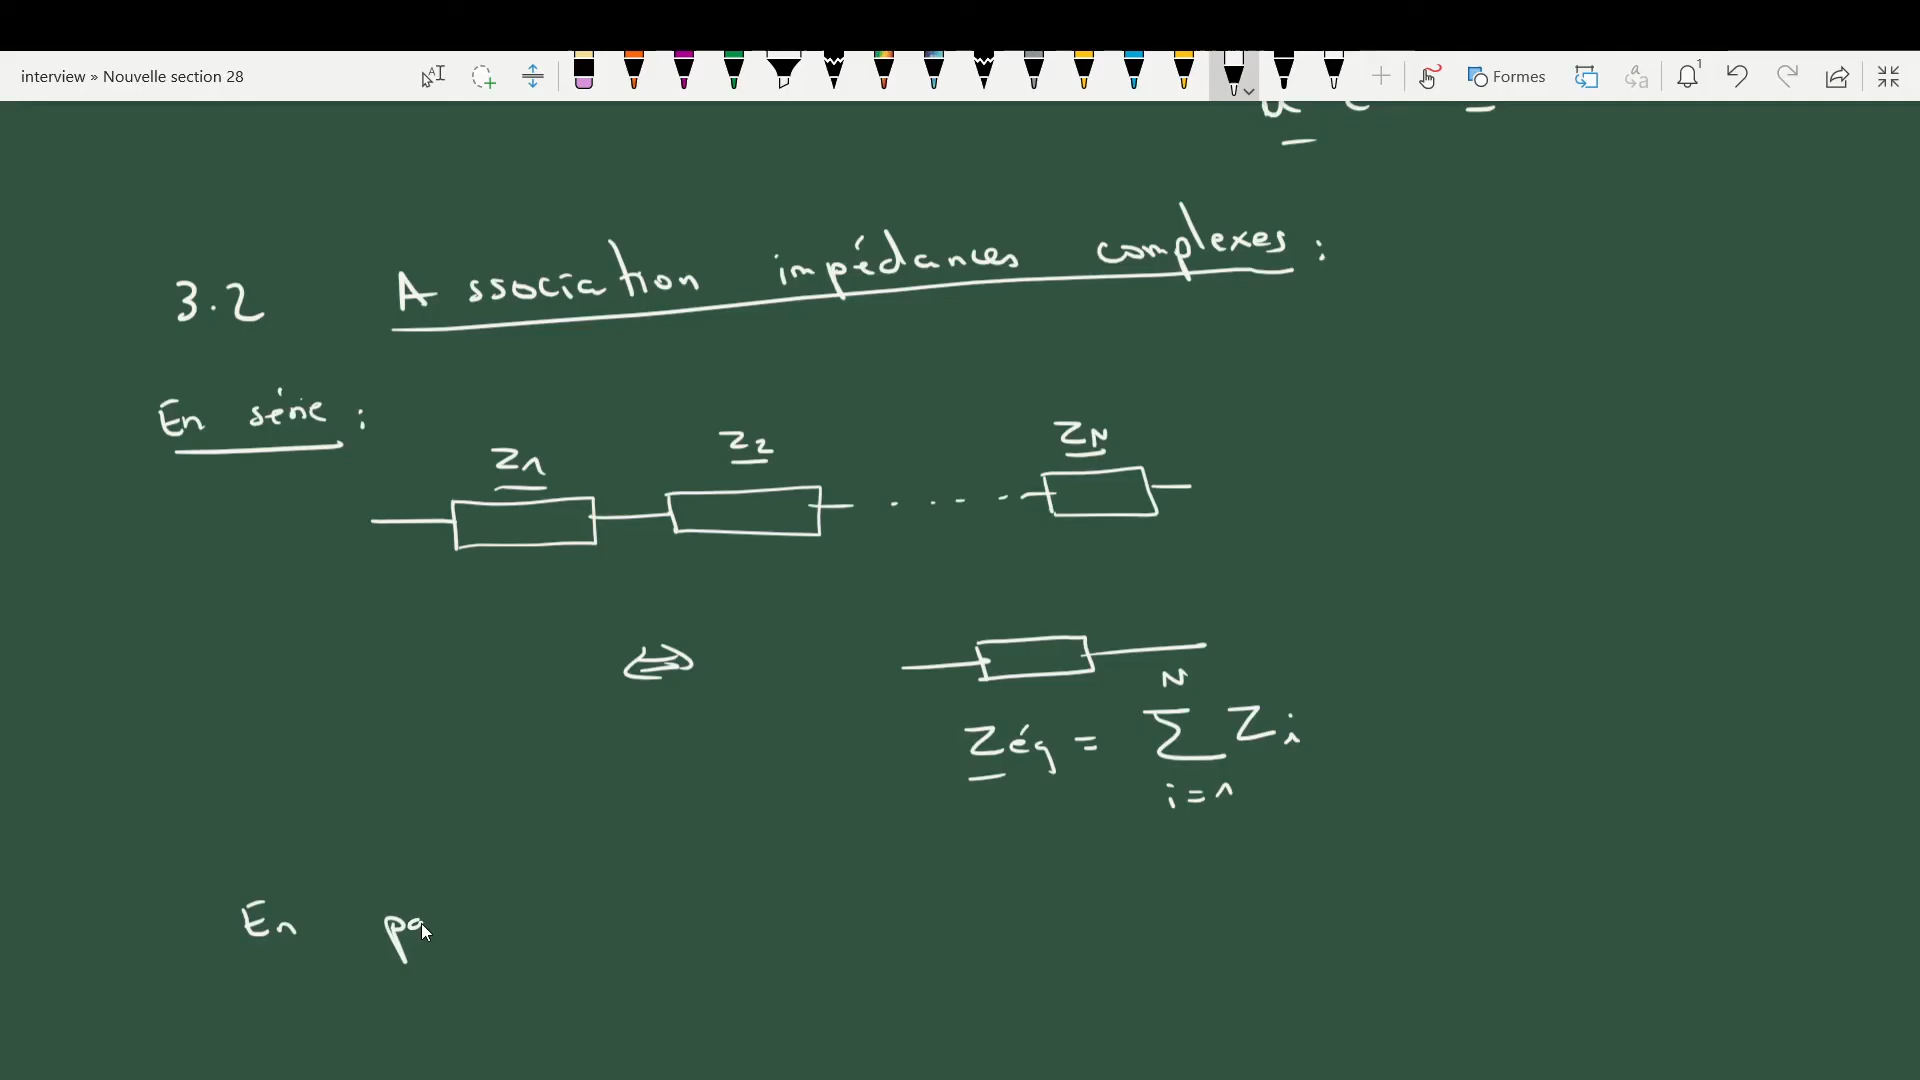 interview » Nouvelle section 28
Formes
1
3.2 Association impédances complexes :
En série :
Z1 Z2 ZN
Zéq = N∑i=1 Zi
En pa